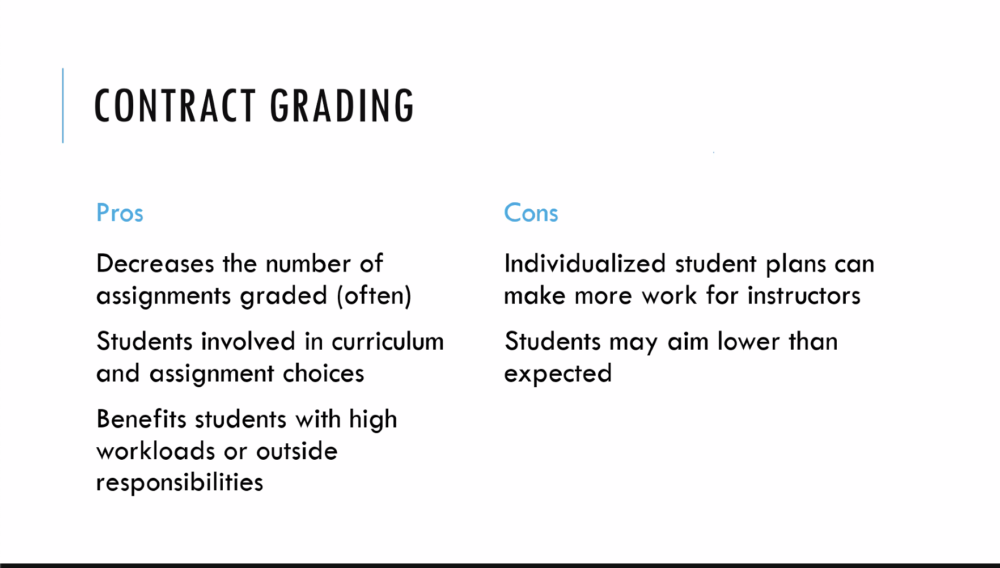 CONTRACT GRADING
Pros
Decreases the number of
assignments graded (often)
Students involved in curriculum
and assignment choices
Benefits students with high
workloads or outside
responsibilities
Cons
Individualized student plans can
make more work for instructors
Students may aim lower than
expected